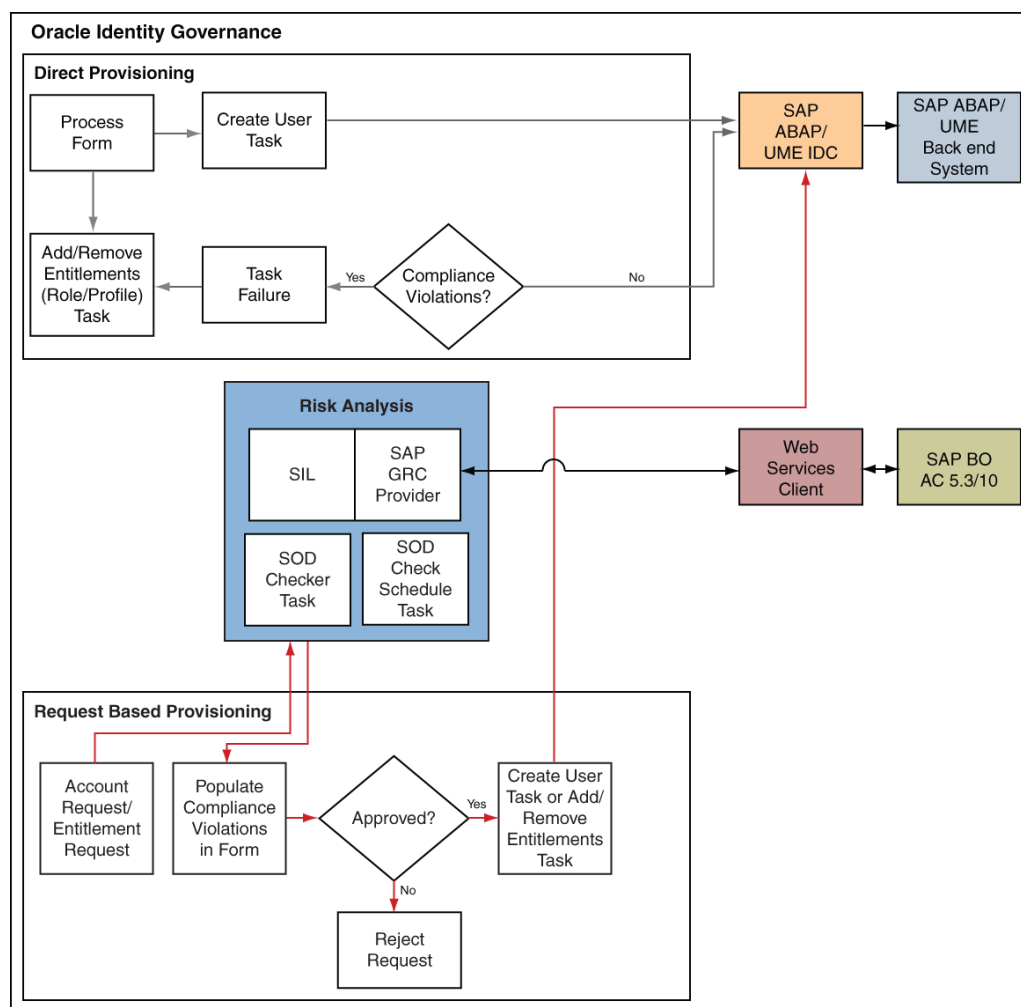 Oracle Identity Governance
Direct Provisioning
Process
Form
Create User
Task
SAP
ABAP/
UME IDC
SAP ABAP/
UME
Back end
System
Add/Remove
Entitlements
(Role/Profile)
Task
Task
Failure
Yes
Compliance
Violations?
No
Risk Analysis
SIL
SAP
GRC
Provider
Web
Services
Client
SAP BO
AC 5.3/10
SOD
Checker
Task
SOD
Check
Schedule
Task
Request Based Provisioning
Account
Request/
Entitlement
Request
Populate
Compliance
Violations
in Form
Approved?
Yes
Create User
Task or Add/
Remove
Entitlements
Task
No
Reject
Request